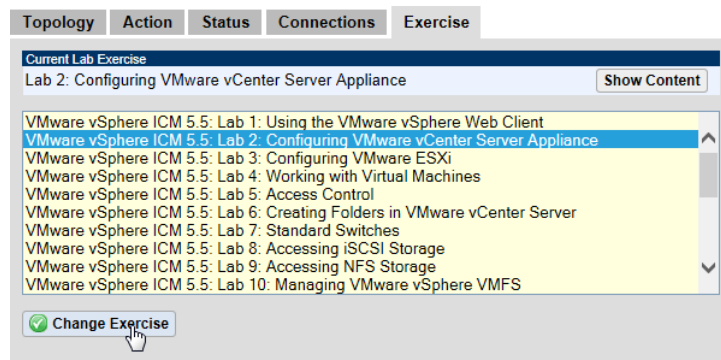 Topology Action Status Connections Exercise
Current Lab Exercise
Lab 2: Configuring VMware vCenter Server Appliance Show Content
VMware vSphere ICM 5.5: Lab 1: Using the VMware vSphere Web Client
VMware vSphere ICM 5.5: Lab 2: Configuring VMware vCenter Server Appliance
VMware vSphere ICM 5.5: Lab 3: Configuring VMware ESXi
VMware vSphere ICM 5.5: Lab 4: Working with Virtual Machines
VMware vSphere ICM 5.5: Lab 5: Access Control
VMware vSphere ICM 5.5: Lab 6: Creating Folders in VMware vCenter Server
VMware vSphere ICM 5.5: Lab 7: Standard Switches
VMware vSphere ICM 5.5: Lab 8: Accessing iSCSI Storage
VMware vSphere ICM 5.5: Lab 9: Accessing NFS Storage
VMware vSphere ICM 5.5: Lab 10: Managing VMware vSphere VMFS
Change Exercise